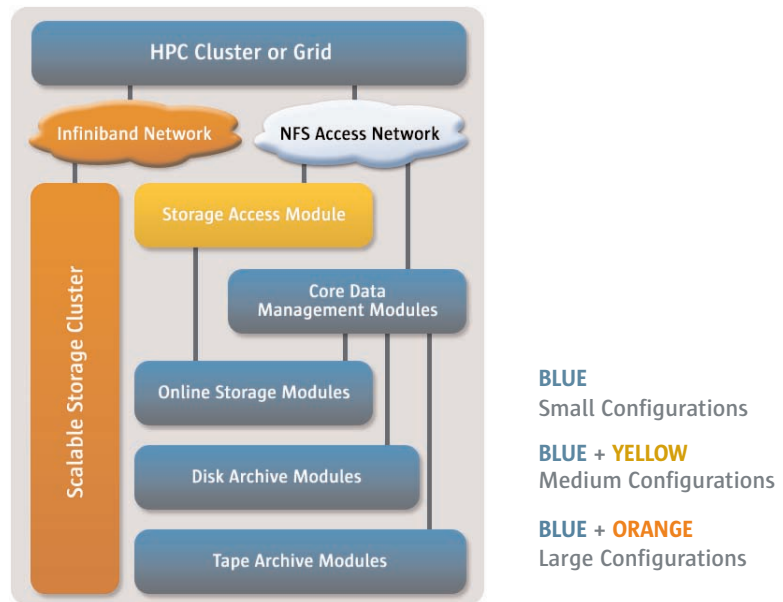 HPC Cluster or Grid
Infiniband Network
NFS Access Network
Storage Access Module
Scalable Storage Cluster
Core Data
Management Modules
Online Storage Modules
Disk Archive Modules
Tape Archive Modules
BLUE
Small Configurations
BLUE + YELLOW
Medium Configurations
BLUE + ORANGE
Large Configurations